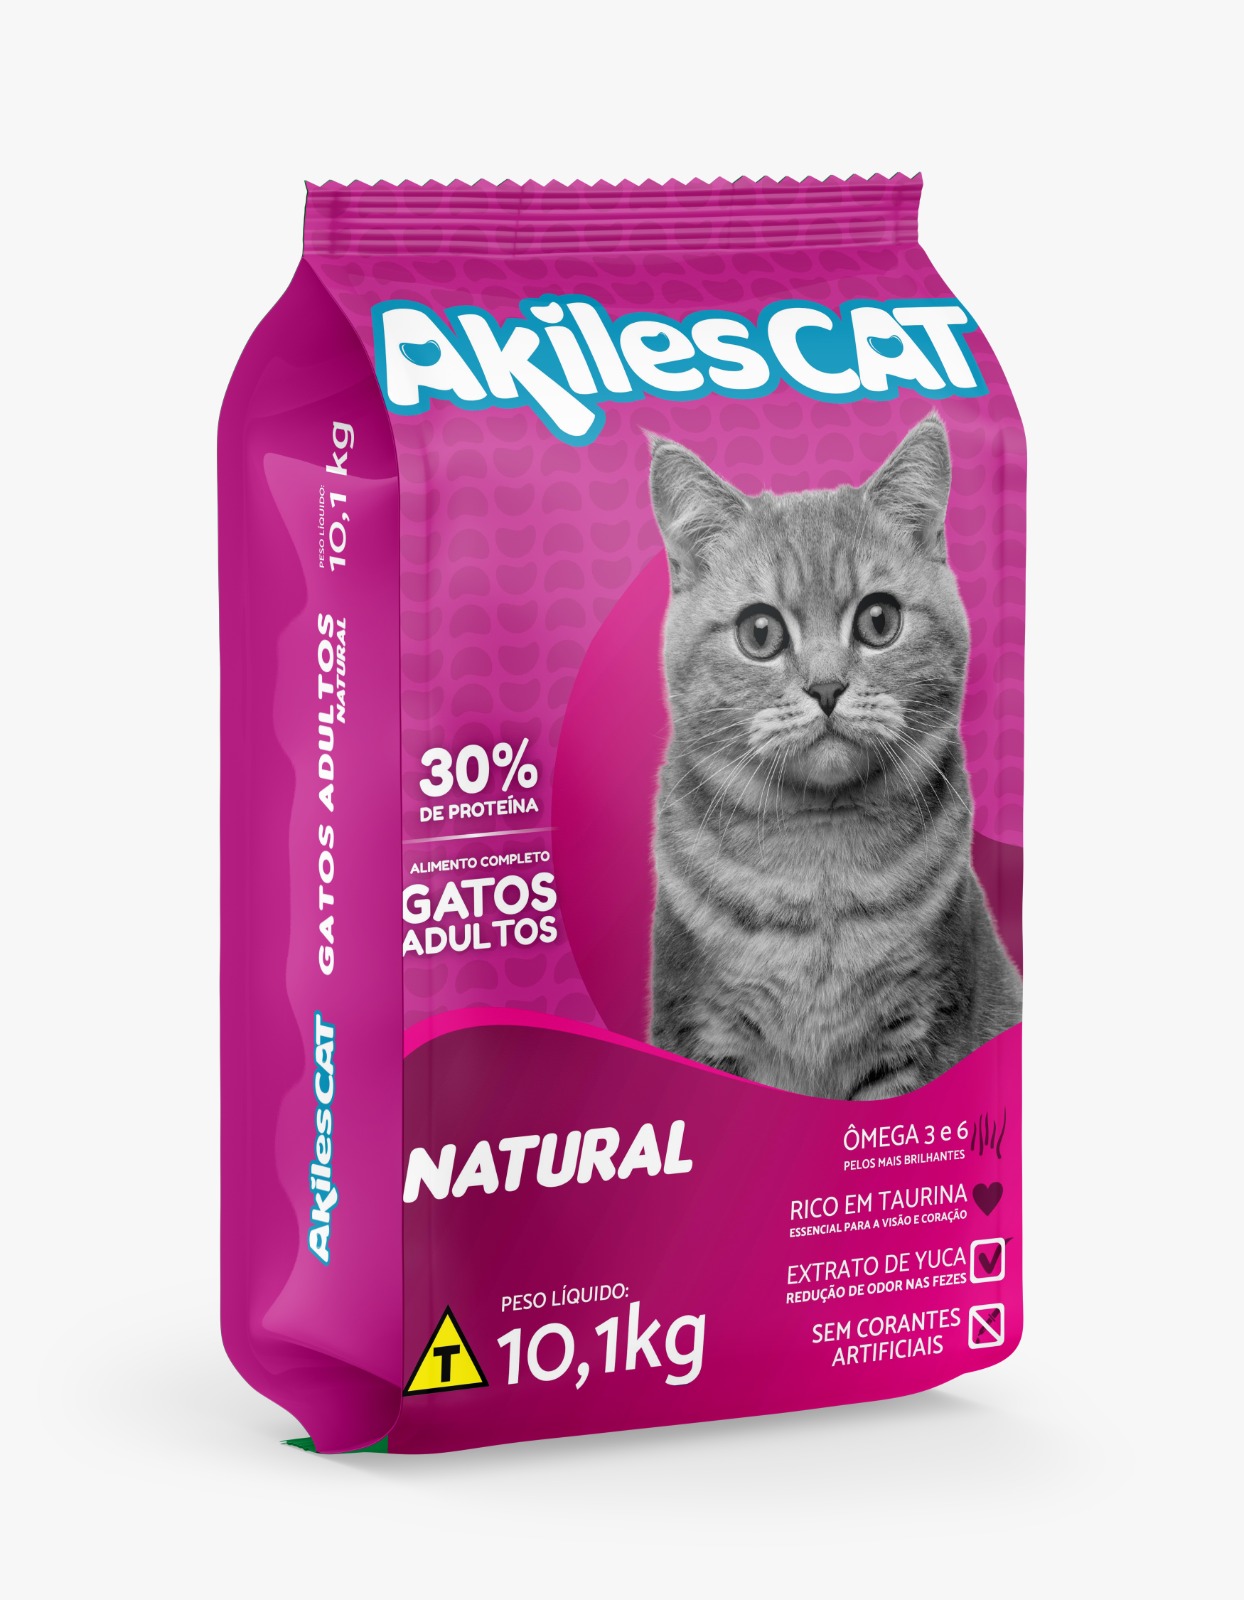 AkilesCAT
30%
DE PROTEÍNA
ALIMENTO COMPLETO
GATOS
ADULTOS
NATURAL
ÔMEGA 3 e 6
PELOS MAIS BRILHANTES
RICO EM TAURINA
ESSENCIAL PARA A VISÃO E CORAÇÃO
EXTRATO DE YUCA
REDUÇÃO DE ODOR NAS FEZES
SEM CORANTES
ARTIFICIAIS
PESO LÍQUIDO:
10,1kg
T
AkilesCAT
GATOS ADULTOS
NATURAL
PESO LÍQUIDO:
10,1 kg